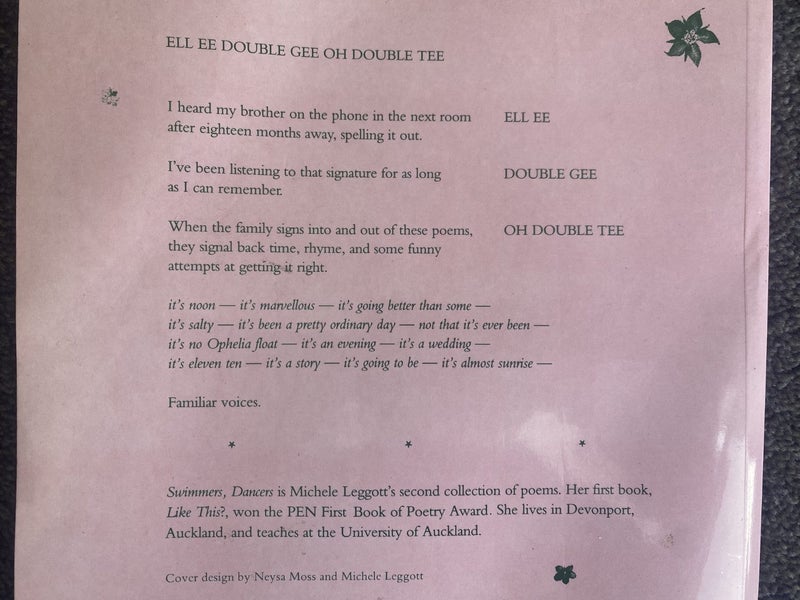 ELL EE DOUBLE GEE OH DOUBLE TEE
I heard my brother on the phone in the next room ELL EE
after eighteen months away, spelling it out.
I've been listening to that signature for as long DOUBLE GEE
as I can remember.
When the family signs into and out of these poems, OH DOUBLE TEE
they signal back time, rhyme, and some funny
attempts at getting it right.
it's noon — it's marvellous — it's going better than some —
it's salty — it's been a pretty ordinary day — not that it's ever been —
it's no Ophelia float — it's an evening — it's a wedding —
it's eleven ten — it's a story — it's going to be — it's almost sunrise —
Familiar voices.
* * *
Swimmers, Dancers is Michele Leggott's second collection of poems. Her first book,
Like This?, won the PEN First Book of Poetry Award. She lives in Devonport,
Auckland, and teaches at the University of Auckland.
Cover design by Neysa Moss and Michele Leggott